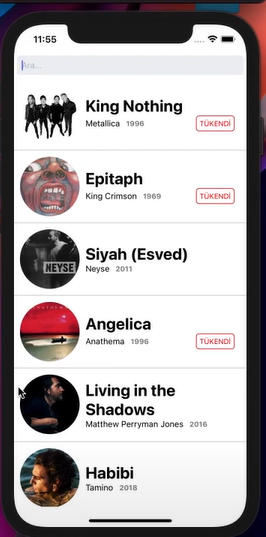 11:55
Ara...
King Nothing
Metallica 1996
TÜKENDİ
Epitaph
King Crimson 1969
TÜKENDİ
NEYSE
Siyah (Esved)
Neyse 2011
Angelica
Anathema 1996
TÜKENDİ
Living in the
Shadows
Matthew Perryman Jones 2016
Habibi
Tamino 2018